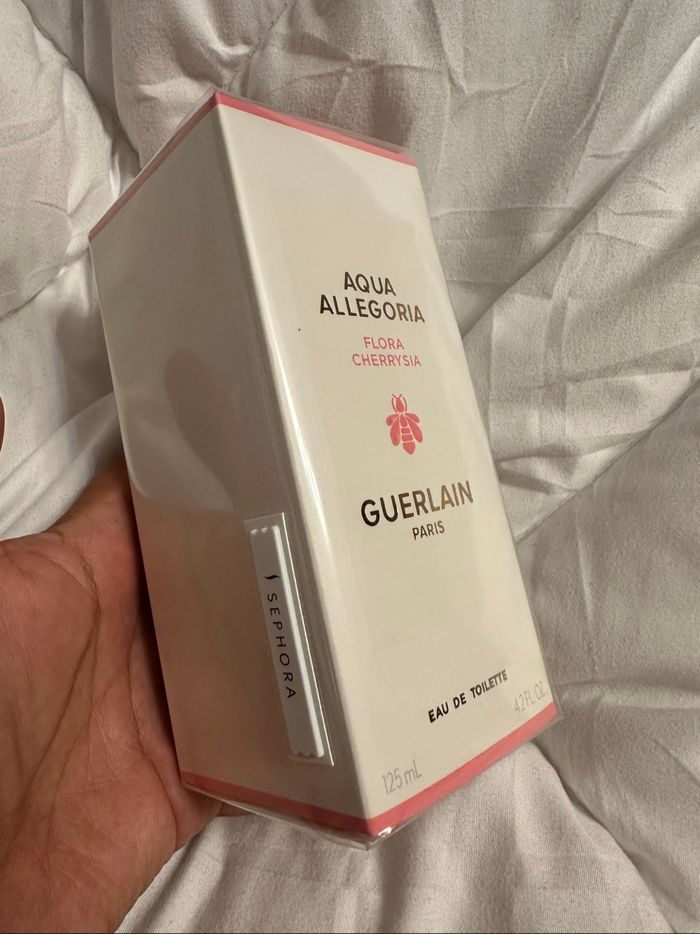 AQUA
ALLEGORIA
FLORA
CHERRYSIA
GUERLAIN
PARIS
EAU DE TOILETTE
125 mL
4.2 FL.OZ.
SEPHORA